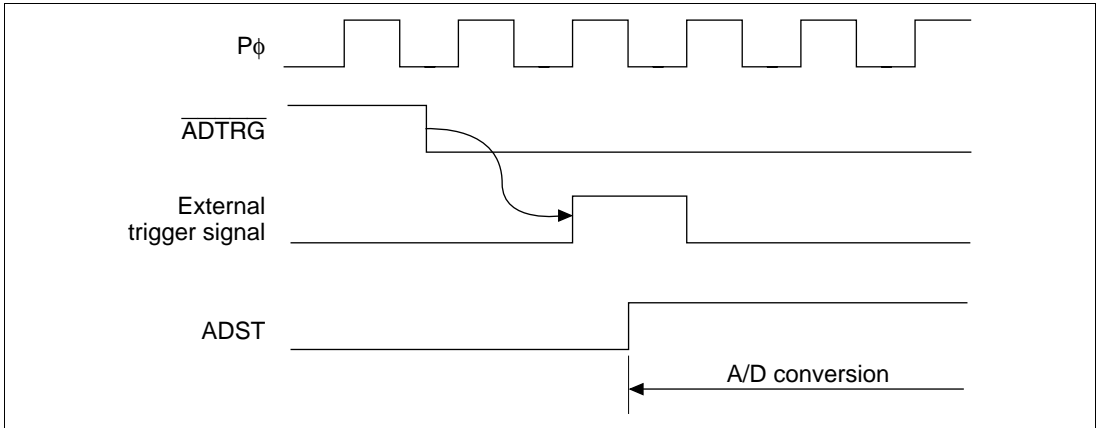 Pϕ
ADTRG
External
trigger signal
ADST
A/D conversion